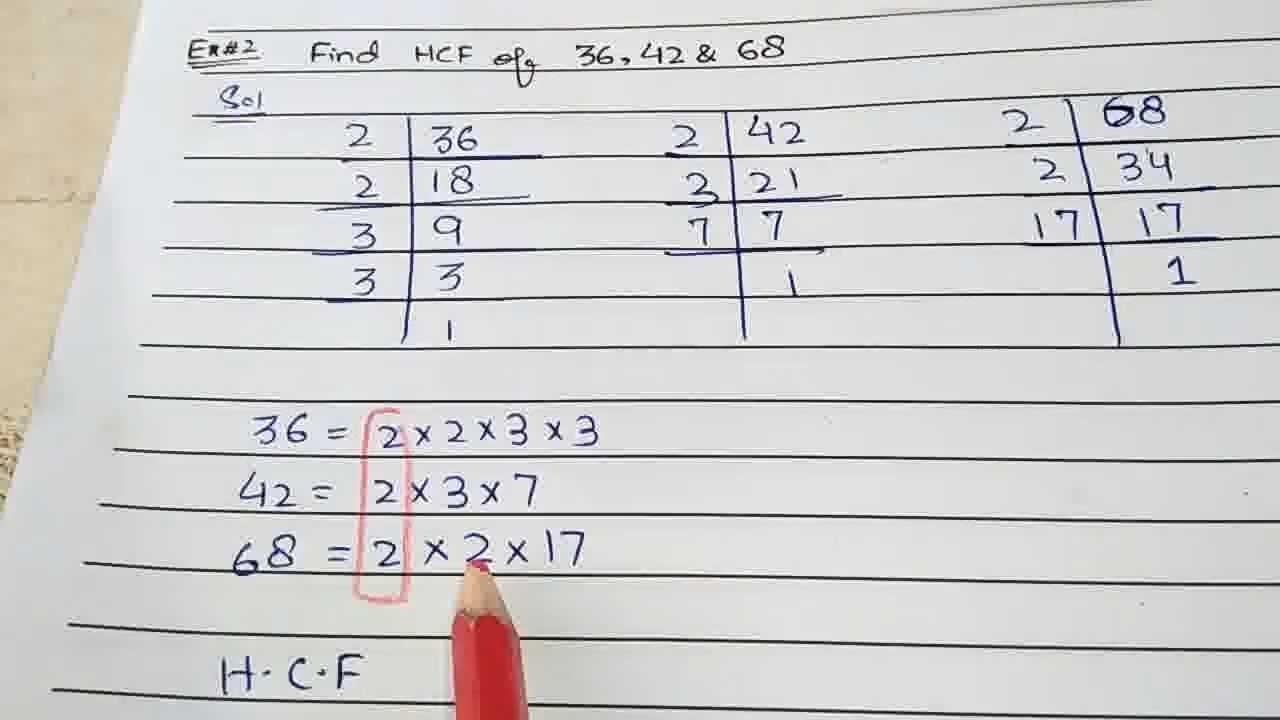 Ex#2 Find HCF of 36, 42 & 68
Sol
2 36 2 42 2 68
2 18 3 21 2 34
3 9 7 7 17 17
3 3 1 1
1
36 = 2 × 2 × 3 × 3
42 = 2 × 3 × 7
68 = 2 × 2 × 17
H.C.F